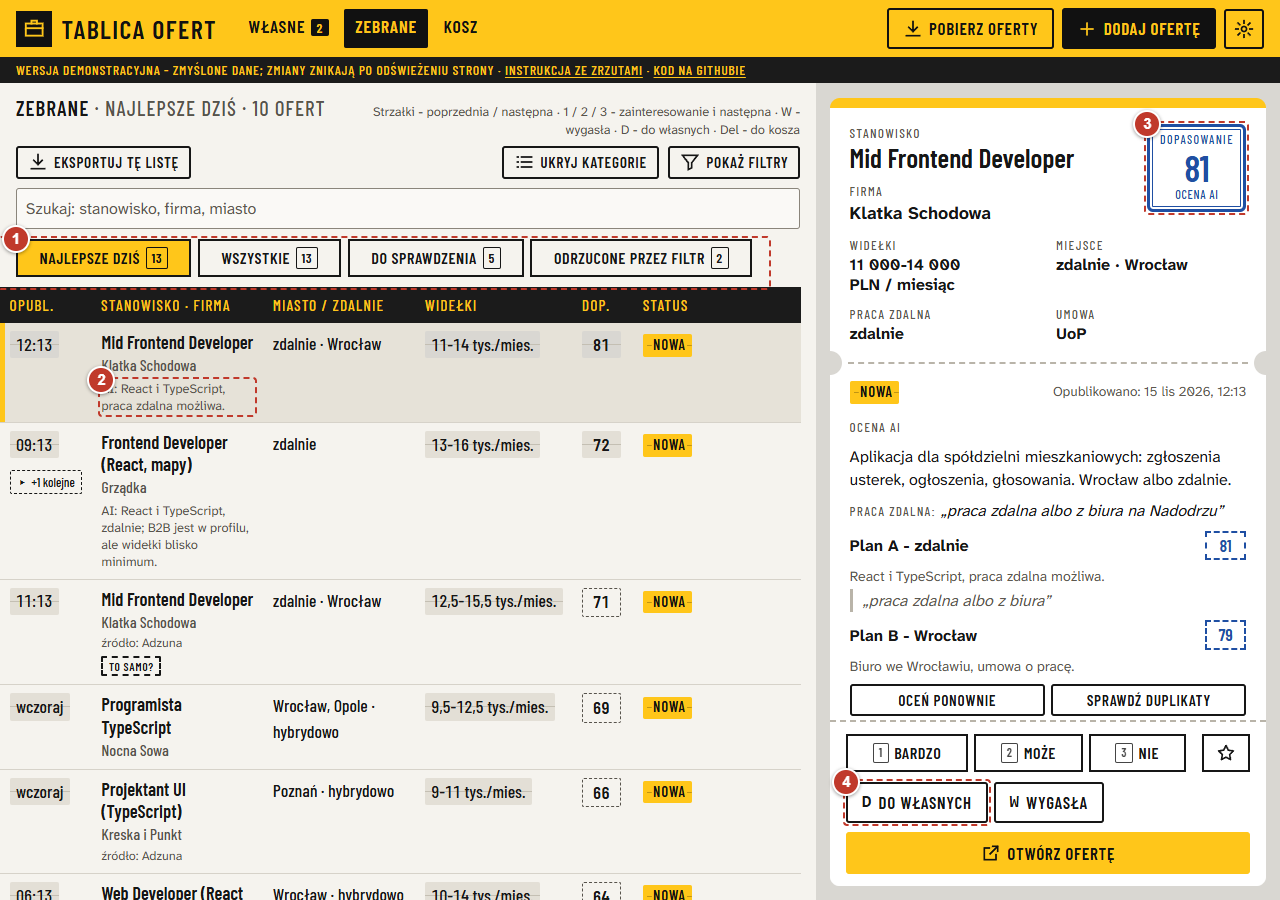 TABLICA OFERT
WŁASNE 2
ZEBRANE
KOSZ
POBIERZ OFERTY
DODAJ OFERTĘ
WERSJA DEMONSTRACYJNA - ZMYŚLONE DANE; ZMIANY ZNIKAJĄ PO ODŚWIEŻENIU STRONY · INSTRUKCJA ZE ZRZUTAMI · KOD NA GITHUBIE
ZEBRANE · NAJLEPSZE DZIŚ · 10 OFERT
Strzałki - poprzednia / następna · 1 / 2 / 3 - zainteresowanie i następna · W -
wygasła · D - do własnych · Del - do kosza
EKSPORTUJ TĘ LISTĘ
UKRYJ KATEGORIE
POKAŻ FILTRY
Szukaj: stanowisko, firma, miasto
1
NAJLEPSZE DZIŚ 13
WSZYSTKIE 13
DO SPRAWDZENIA 5
ODRZUCONE PRZEZ FILTR 2
OPUBL. STANOWISKO · FIRMA MIASTO / ZDALNIE WIDEŁKI DOP. STATUS
12:13 Mid Frontend Developer zdalnie · Wrocław 11-14 tys./mies. 81 NOWA
Klatka Schodowa
2
AI: React i TypeScript,
praca zdalna możliwa.
09:13 Frontend Developer zdalnie 13-16 tys./mies. 72 NOWA
(React, mapy)
+1 kolejne
Grządka
AI: React i TypeScript,
zdalnie; B2B jest w profilu,
ale widełki blisko
minimum.
11:13 Mid Frontend Developer zdalnie · Wrocław 12,5-15,5 tys./mies. 71 NOWA
Klatka Schodowa
źródło: Adzuna
TO SAMO?
wczoraj Programista Wrocław, Opole · 9,5-12,5 tys./mies. 69 NOWA
TypeScript hybrydowo
Nocna Sowa
wczoraj Projektant UI Poznań · hybrydowo 9-11 tys./mies. 66 NOWA
(TypeScript)
Kreska i Punkt
źródło: Adzuna
06:13 Web Developer (React Wrocław · hybrydowo 10-14 tys./mies. 64 NOWA
STANOWISKO
Mid Frontend Developer
3
DOPASOWANIE
81
OCENA AI
FIRMA
Klatka Schodowa
WIDEŁKI MIEJSCE
11 000-14 000 zdalnie · Wrocław
PLN / miesiąc
PRACA ZDALNA UMOWA
zdalnie UoP
NOWA Opublikowano: 15 lis 2026, 12:13
OCENA AI
Aplikacja dla spółdzielni mieszkaniowych: zgłoszenia
usterek, ogłoszenia, głosowania. Wrocław albo zdalnie.
PRACA ZDALNA: „praca zdalna albo z biura na Nadodrzu”
Plan A - zdalnie 81
React i TypeScript, praca zdalna możliwa.
„praca zdalna albo z biura”
Plan B - Wrocław 79
Biuro we Wrocławiu, umowa o pracę.
OCEŃ PONOWNIE SPRAWDŹ DUPLIKATY
1 BARDZO 2 MOŻE 3 NIE
4
D DO WŁASNYCH W WYGASŁA
OTWÓRZ OFERTĘ